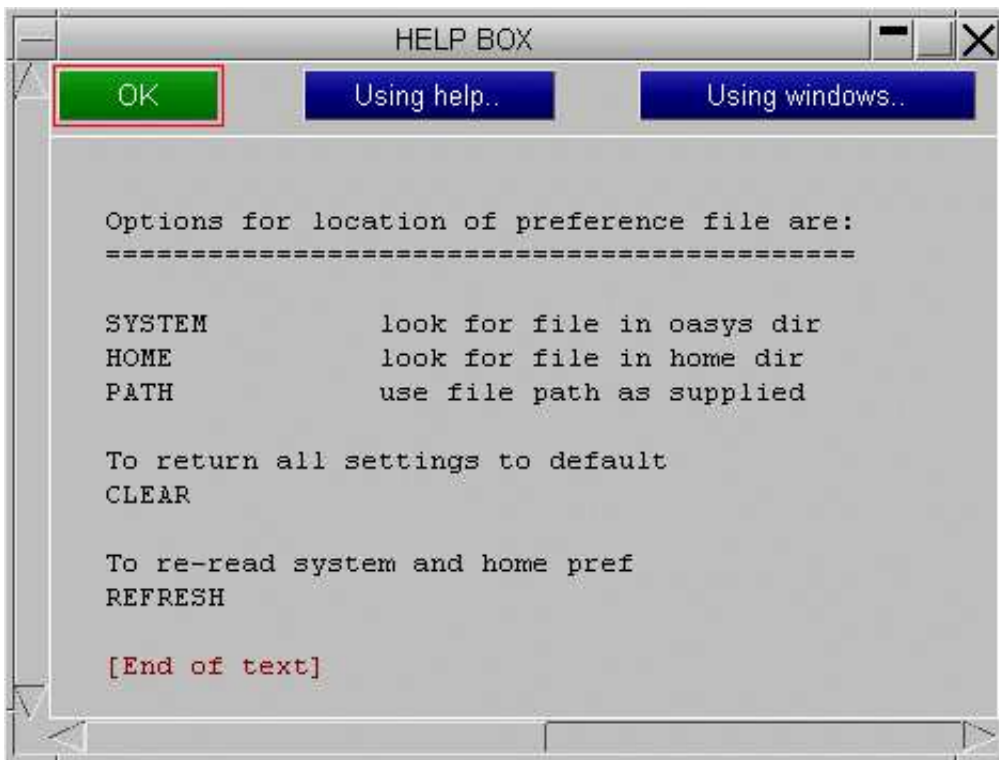 HELP BOX
OK Using help.. Using windows..
Options for location of preference file are:
============================================
SYSTEM look for file in oasys dir
HOME look for file in home dir
PATH use file path as supplied
To return all settings to default
CLEAR
To re-read system and home pref
REFRESH
[End of text]